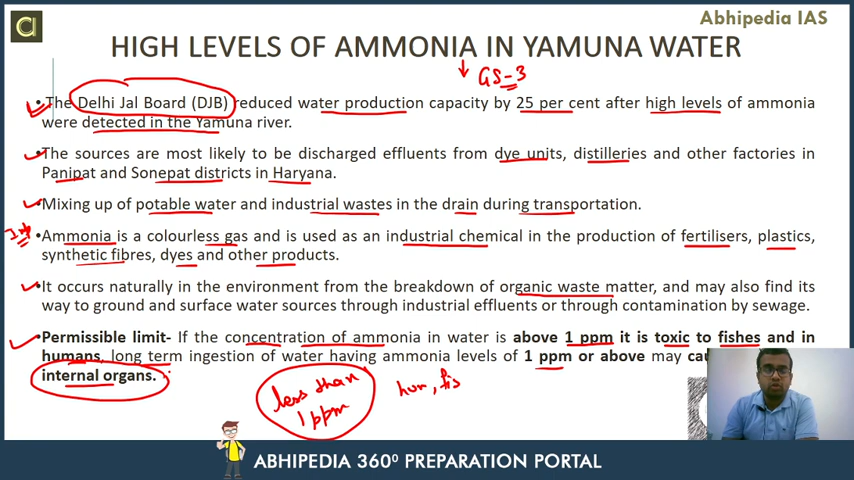 Abhipedia IAS
HIGH LEVELS OF AMMONIA IN YAMUNA WATER
GS-3
• The Delhi Jal Board (DJB) reduced water production capacity by 25 per cent after high levels of ammonia
were detected in the Yamuna river.
• The sources are most likely to be discharged effluents from dye units, distilleries and other factories in
Panipat and Sonepat districts in Haryana.
• Mixing up of potable water and industrial wastes in the drain during transportation.
Imp
• Ammonia is a colourless gas and is used as an industrial chemical in the production of fertilisers, plastics,
synthetic fibres, dyes and other products.
• It occurs naturally in the environment from the breakdown of organic waste matter, and may also find its
way to ground and surface water sources through industrial effluents or through contamination by sewage.
• Permissible limit- If the concentration of ammonia in water is above 1 ppm it is toxic to fishes and in
humans, long term ingestion of water having ammonia levels of 1 ppm or above may
internal organs.
less than
1 ppm
hum, fis
ABHIPEDIA 360⁰ PREPARATION PORTAL